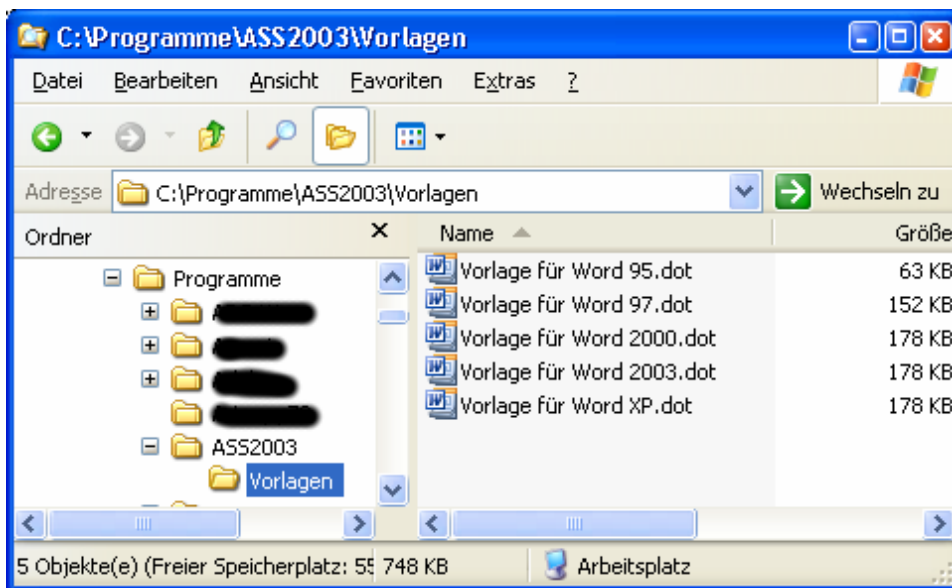 C:\Programme\ASS2003\Vorlagen
Datei Bearbeiten Ansicht Favoriten Extras ?
Adresse C:\Programme\ASS2003\Vorlagen Wechseln zu
Ordner Name Größe
Programme
ASS2003
Vorlagen
Vorlage für Word 95.dot 63 KB
Vorlage für Word 97.dot 152 KB
Vorlage für Word 2000.dot 178 KB
Vorlage für Word 2003.dot 178 KB
Vorlage für Word XP.dot 178 KB
5 Objekte(e) (Freier Speicherplatz: 55 748 KB Arbeitsplatz